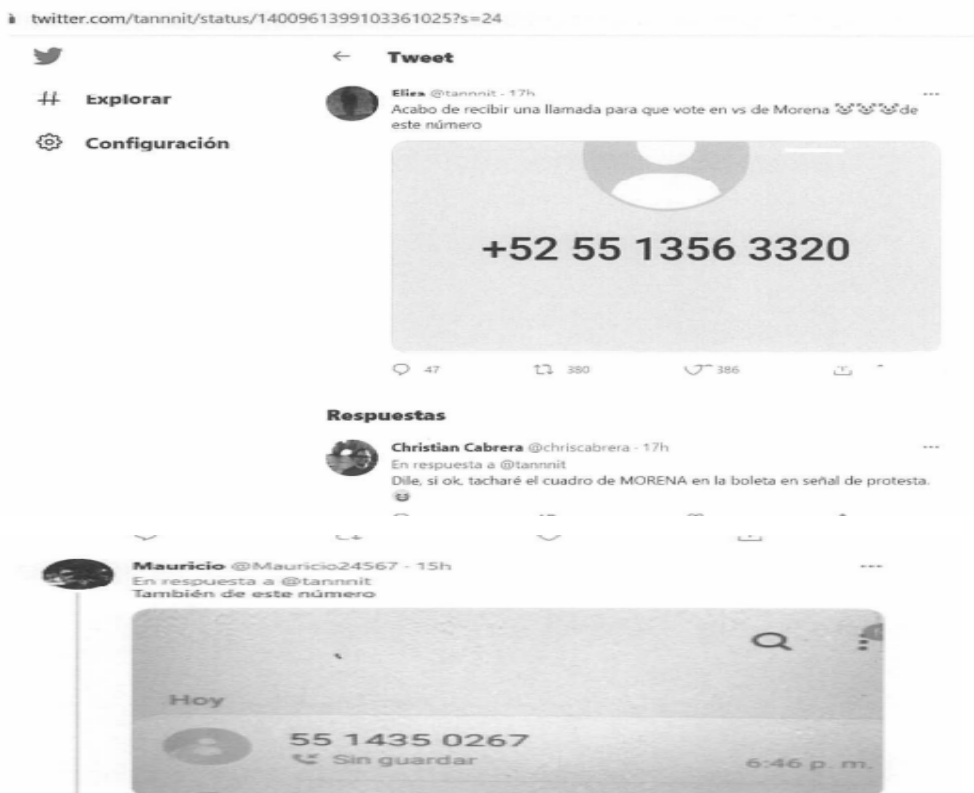 twitter.com/tannnit/status/1400961399103361025?s=24
← Tweet
# Explorar
Configuración
Eliea @tannnit · 17h
Acabo de recibir una llamada para que vote en vs de Morena 🤡🤡🤡de
este número
+52 55 1356 3320
47 380 386
Respuestas
Christian Cabrera @chriscabrera · 17h
En respuesta a @tannnit
Dile, si ok, tacharé el cuadro de MORENA en la boleta en señal de protesta.
Mauricio @Mauricio24567 · 15h
En respuesta a @tannnit
También de este número
Hoy
55 1435 0267
Sin guardar
6:46 p. m.